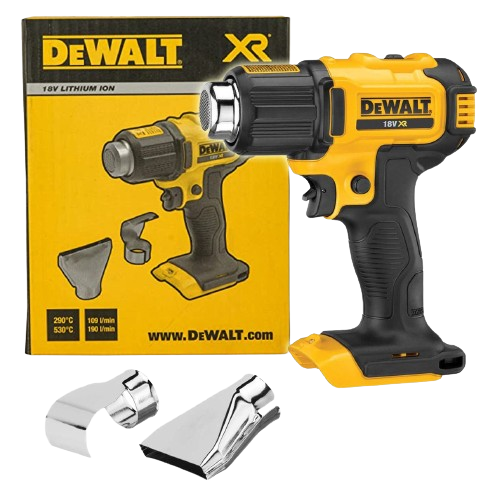 DEWALT XR
18V LITHIUM ION
DEWALT
290°C 109 l/min
530°C 190 l/min
www.DEWALT.com
DEWALT
18V XR